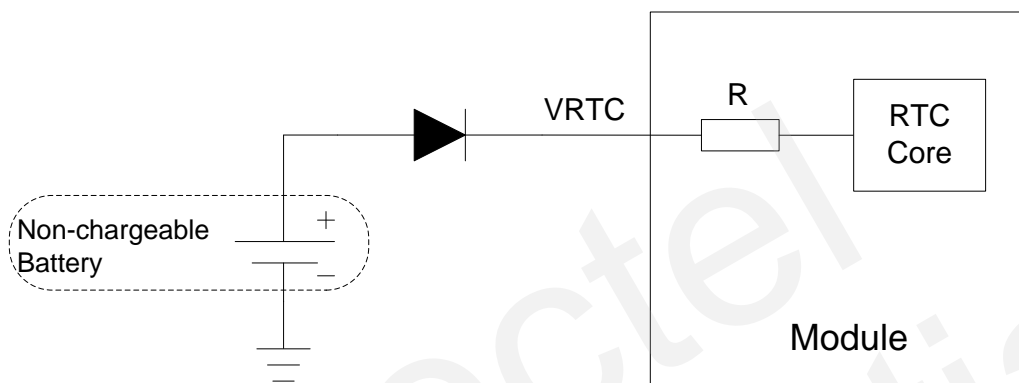 VRTC
R
RTC
Core
Non-chargeable
Battery
+
−
Module